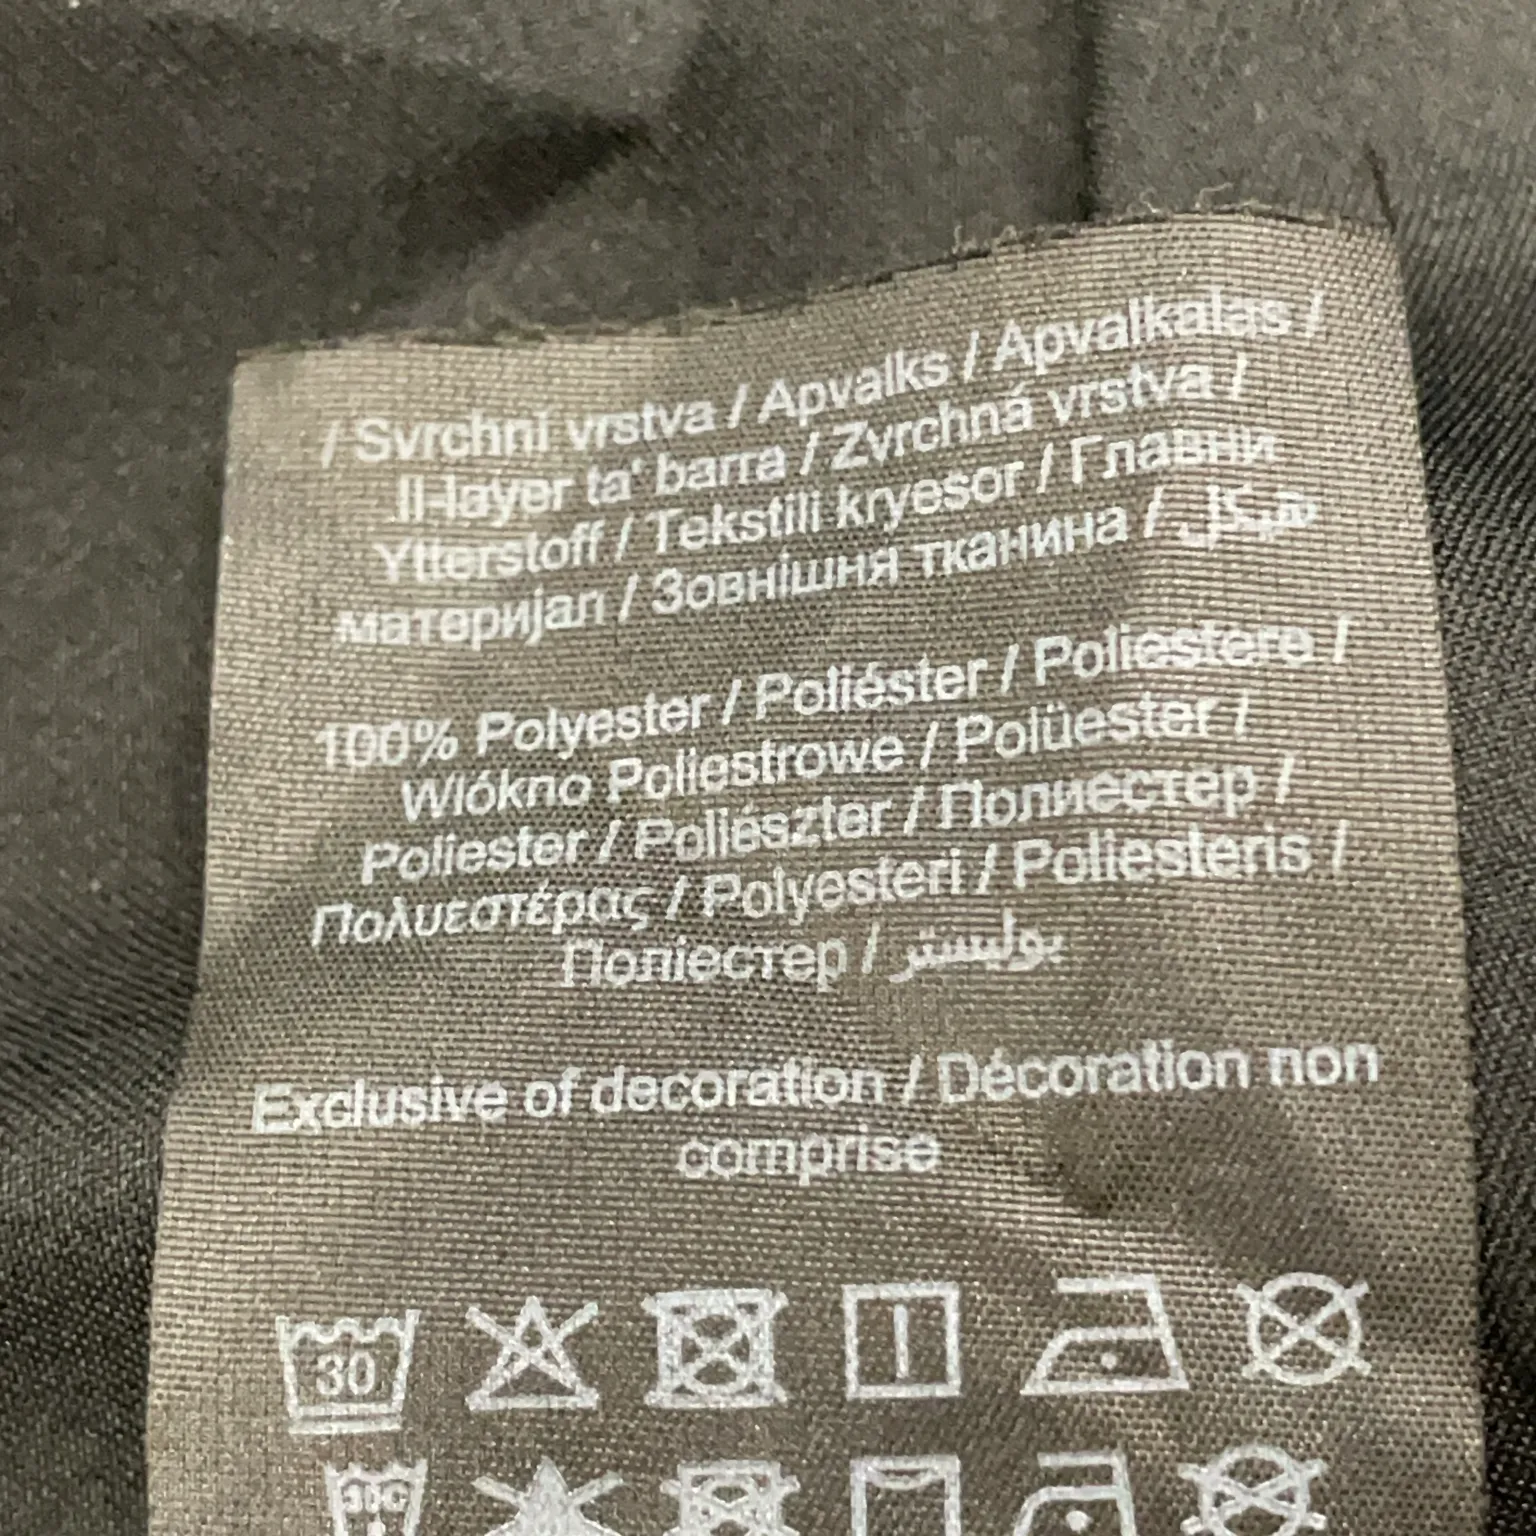 / Svrchní vrstva / Apvalks / Apvalkalas /
Il-layer ta' barra / Zvrchná vrstva /
Ytterstoff / Tekstili kryesor / Главни
материјал / Зовнішня тканина / هيكل
100% Polyester / Poliéster / Poliestere /
Włókno Poliestrowe / Polüester /
Poliester / Poliészter / Полиестер /
Πολυεστέρας / Polyesteri / Poliesteris /
Поліестер / بوليستر
Exclusive of decoration / Décoration non
comprise
30
30C